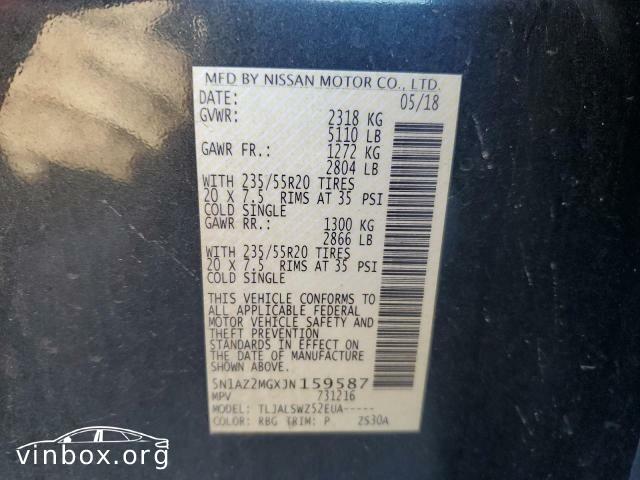 MFD BY NISSAN MOTOR CO., LTD.
DATE: 05/18
GVWR: 2318 KG
5110 LB
GAWR FR.: 1272 KG
2804 LB
WITH 235/55R20 TIRES
20 X 7.5 RIMS AT 35 PSI
COLD SINGLE
GAWR RR.: 1300 KG
2866 LB
WITH 235/55R20 TIRES
20 X 7.5 RIMS AT 35 PSI
COLD SINGLE
THIS VEHICLE CONFORMS TO
ALL APPLICABLE FEDERAL
MOTOR VEHICLE SAFETY AND
THEFT PREVENTION
STANDARDS IN EFFECT ON
THE DATE OF MANUFACTURE
SHOWN ABOVE.
5N1AZ2MGXJN159587
MPV 731216
MODEL: TLJALSWZ52EUA-----
COLOR: RBG TRIM: P 2S30A
vinbox.org